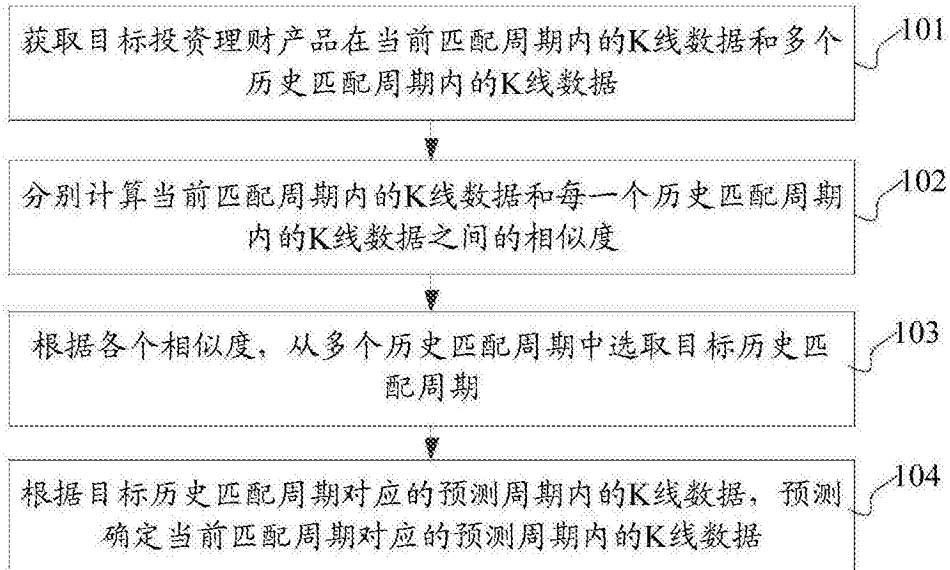 获取目标投资理财产品在当前匹配周期内的K线数据和多个
历史匹配周期内的K线数据
101
分别计算当前匹配周期内的K线数据和每一个历史匹配周期
内的K线数据之间的相似度
102
根据各个相似度，从多个历史匹配周期中选取目标历史匹
配周期
103
根据目标历史匹配周期对应的预测周期内的K线数据，预测
确定当前匹配周期对应的预测周期内的K线数据
104